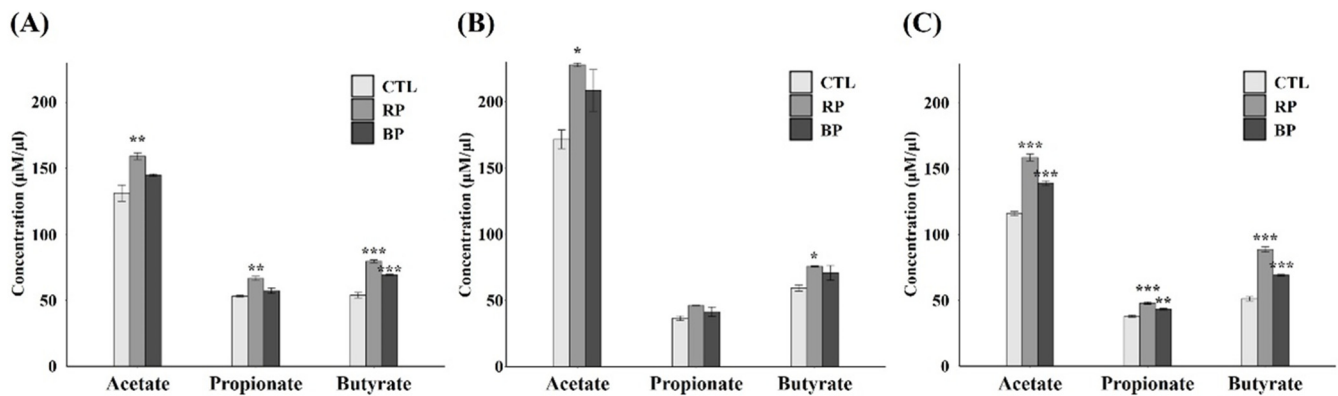 (A)
Concentration (μM/μl)
200
150
100
50
0
CTL
RP
BP
**
**
***
***
Acetate
Propionate
Butyrate
(B)
Concentration (μM/μl)
200
150
100
50
0
CTL
RP
BP
*
*
Acetate
Propionate
Butyrate
(C)
Concentration (μM/μl)
200
150
100
50
0
CTL
RP
BP
***
***
***
**
***
***
Acetate
Propionate
Butyrate